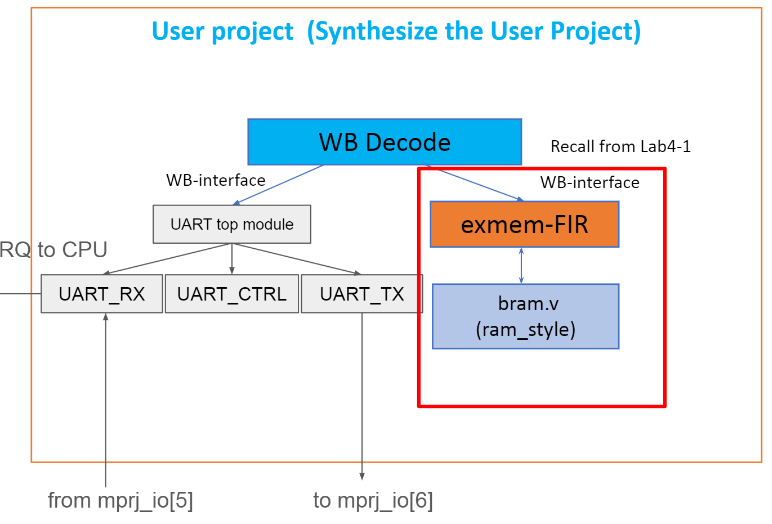 User project (Synthesize the User Project)
WB Decode
Recall from Lab4-1
WB-interface
WB-interface
UART top module
exmem-FIR
RQ to CPU
UART_RX
UART_CTRL
UART_TX
bram.v
(ram_style)
from mprj_io[5]
to mprj_io[6]